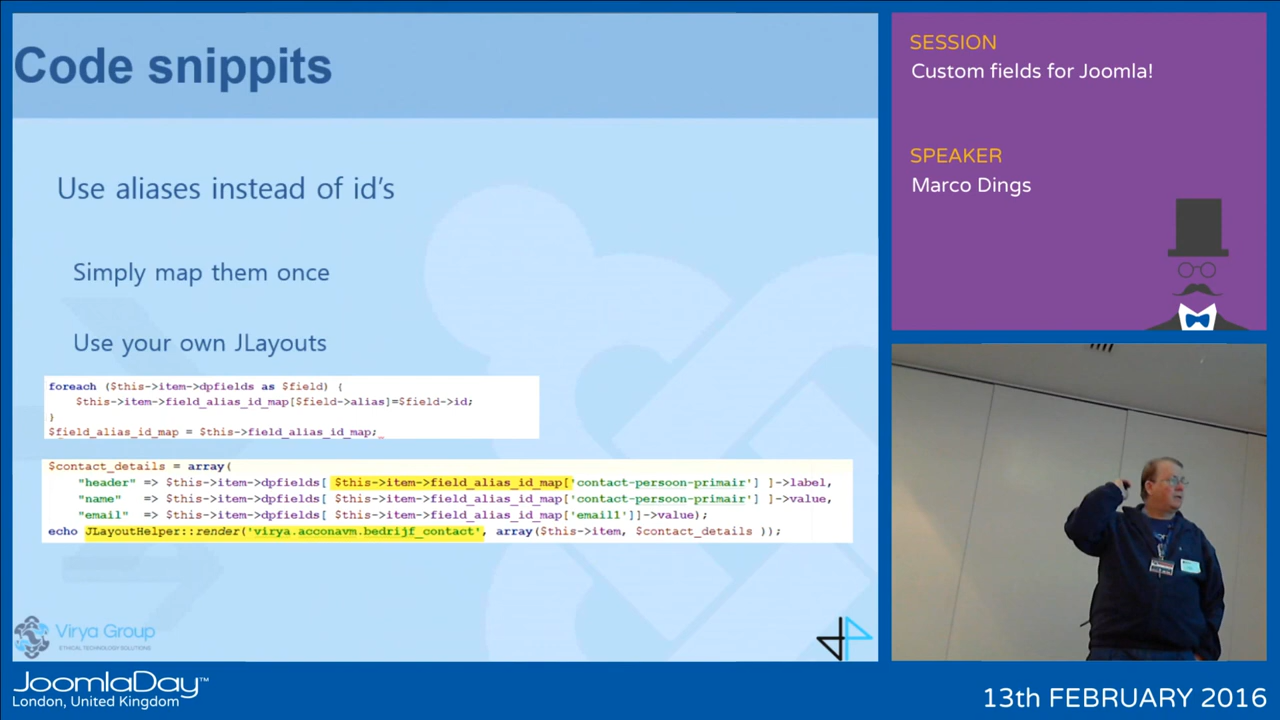 Code snippits
Use aliases instead of id's
Simply map them once
Use your own JLayouts
foreach ($this->item->dpfields as $field) {
$this->item->field_alias_id_map[$field->alias]=$field->id;
}
$field_alias_id_map = $this->field_alias_id_map;
$contact_details = array(
"header" => $this->item->dpfields[ $this->item->field_alias_id_map['contact-persoon-primair'] ]->label,
"name" => $this->item->dpfields[ $this->item->field_alias_id_map['contact-persoon-primair'] ]->value,
"email" => $this->item->dpfields[ $this->item->field_alias_id_map['email1']]->value);
echo JLayoutHelper::render('virya.acconavm.bedrijf_contact', array($this->item, $contact_details ));
Virya Group
ETHICAL TECHNOLOGY SOLUTIONS
SESSION
Custom fields for Joomla!
SPEAKER
Marco Dings
JoomlaDay™
London, United Kingdom
13th FEBRUARY 2016